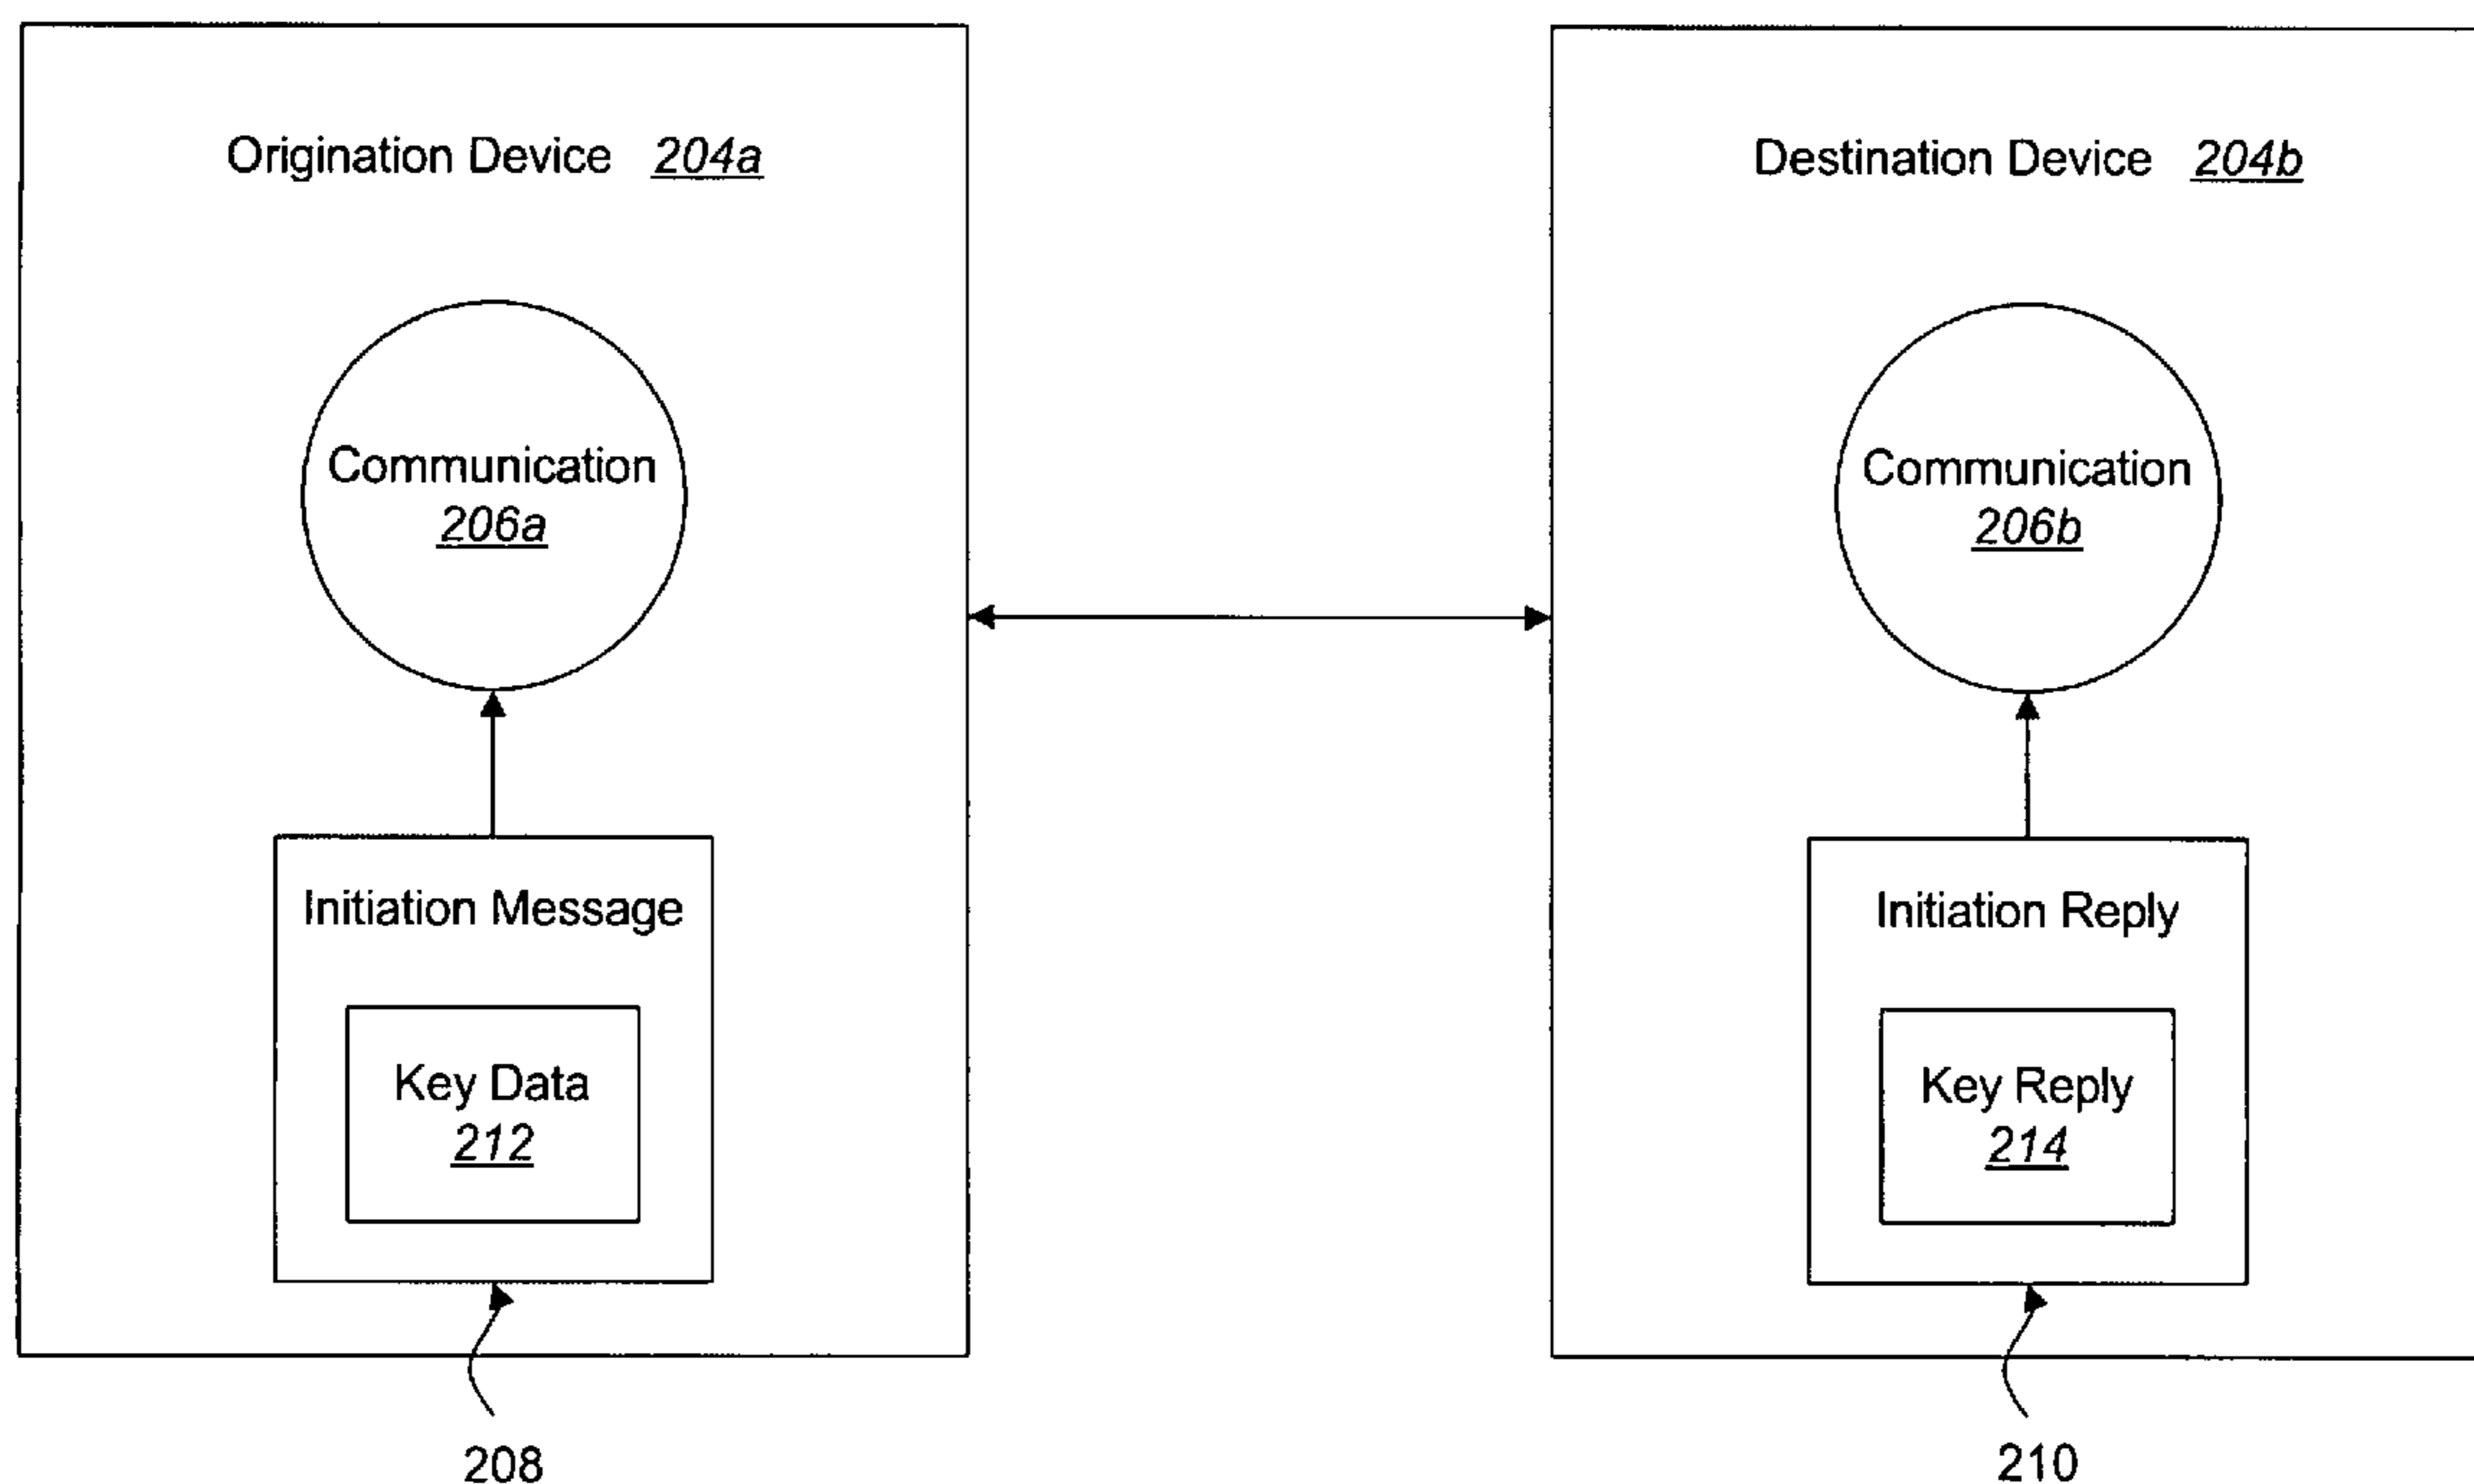 Origination Device 204a
Communication
206a
Initiation Message
Key Data
212
208
Destination Device 204b
Communication
206b
Initiation Reply
Key Reply
214
210